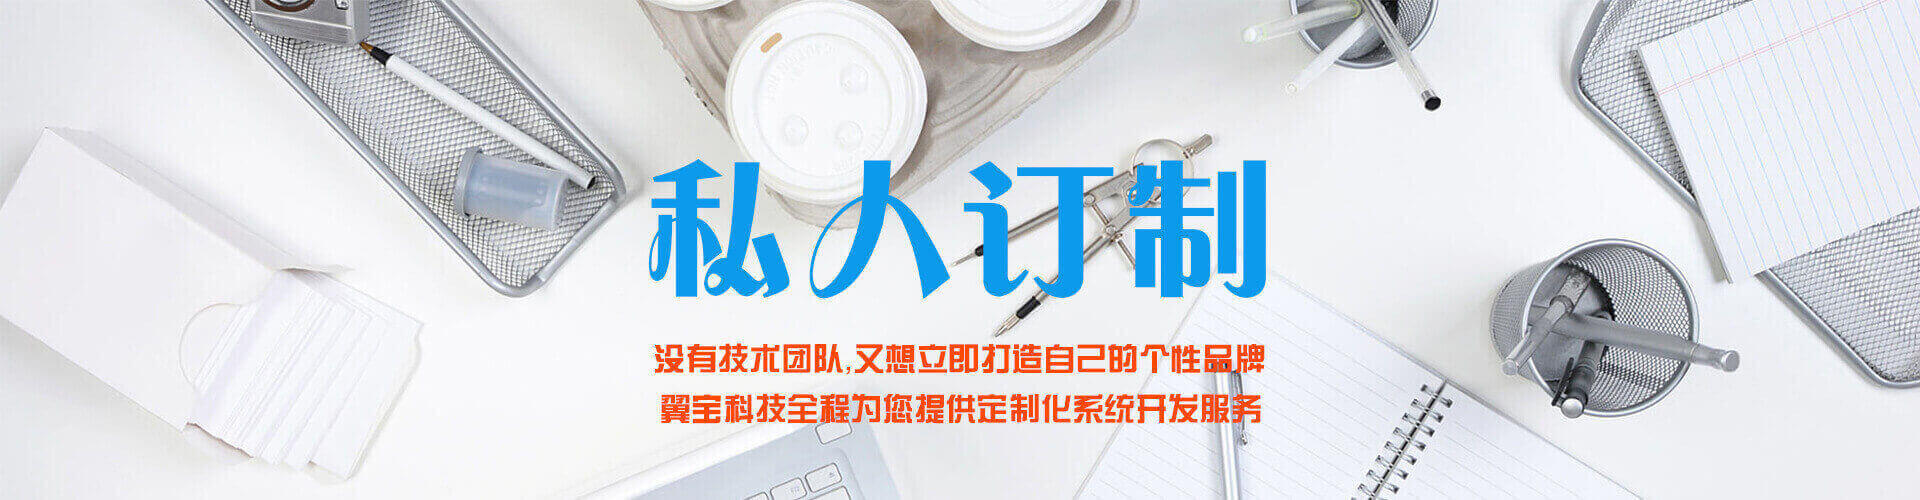 私人订制
没有技术团队,又想立即打造自己的个性品牌
翼宝科技全程为您提供定制化系统开发服务